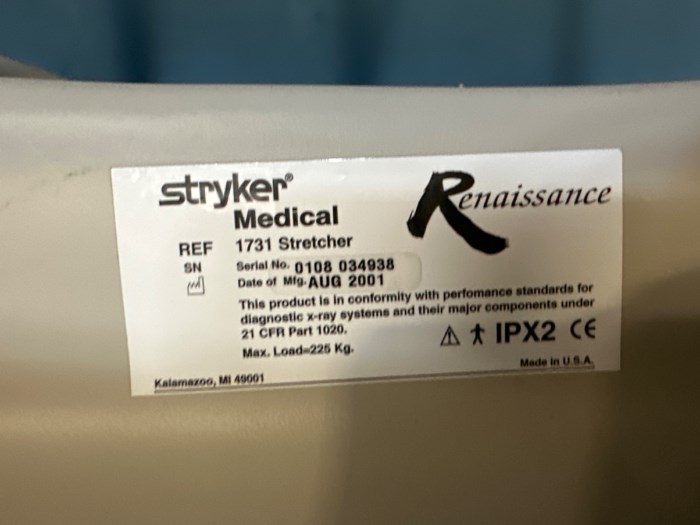 stryker®
Medical
Renaissance
REF 1731 Stretcher
SN Serial No. 0108 034938
Date of Mfg. AUG 2001
This product is in conformity with perfomance standards for
diagnostic x-ray systems and their major components under
21 CFR Part 1020.
Max. Load=225 Kg.
IPX2 CE
Kalamazoo, MI 49001
Made in U.S.A.